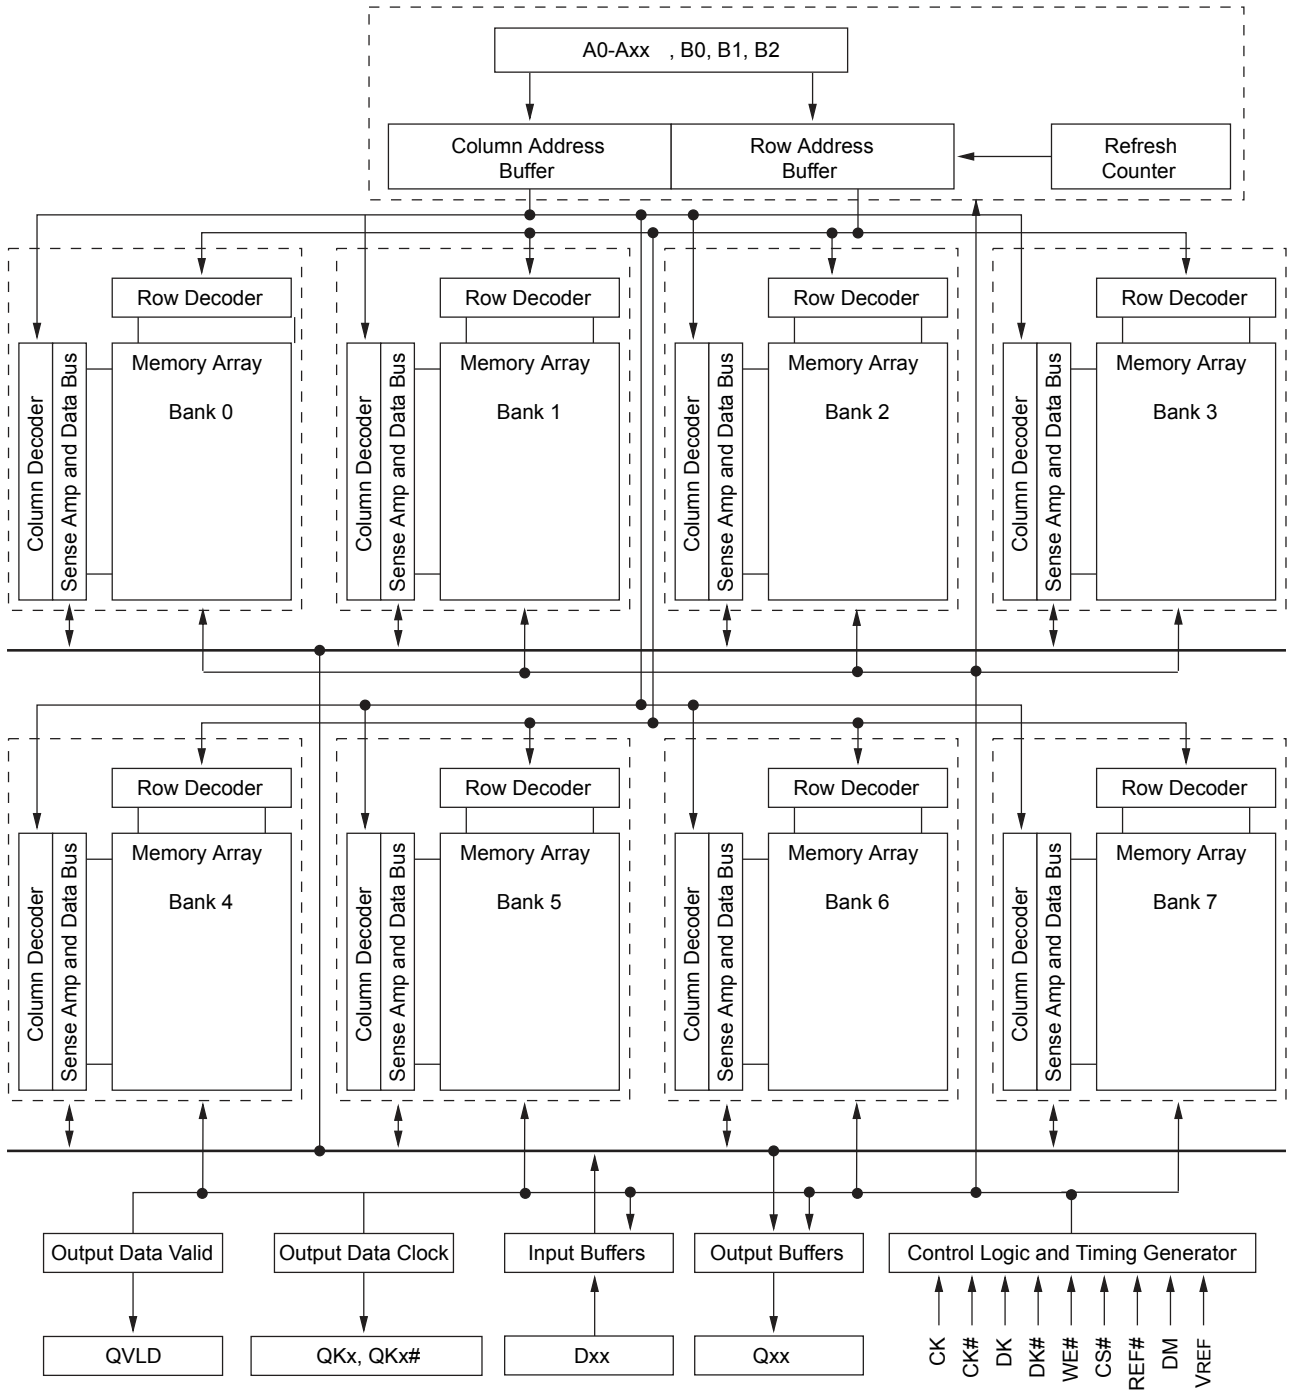 A0-Axx , B0, B1, B2
Column Address
Buffer
Row Address
Buffer
Refresh
Counter
Row Decoder
Row Decoder
Row Decoder
Row Decoder
Column Decoder
Sense Amp and Data Bus
Memory Array
Bank 0
Column Decoder
Sense Amp and Data Bus
Memory Array
Bank 1
Column Decoder
Sense Amp and Data Bus
Memory Array
Bank 2
Column Decoder
Sense Amp and Data Bus
Memory Array
Bank 3
Row Decoder
Row Decoder
Row Decoder
Row Decoder
Column Decoder
Sense Amp and Data Bus
Memory Array
Bank 4
Column Decoder
Sense Amp and Data Bus
Memory Array
Bank 5
Column Decoder
Sense Amp and Data Bus
Memory Array
Bank 6
Column Decoder
Sense Amp and Data Bus
Memory Array
Bank 7
Output Data Valid
Output Data Clock
Input Buffers
Output Buffers
Control Logic and Timing Generator
QVLD
QKx, QKx#
Dxx
Qxx
CK
CK#
DK
DK#
WE#
CS#
REF#
DM
VREF